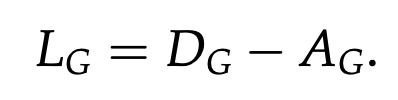 L_G = D_G − A_G.